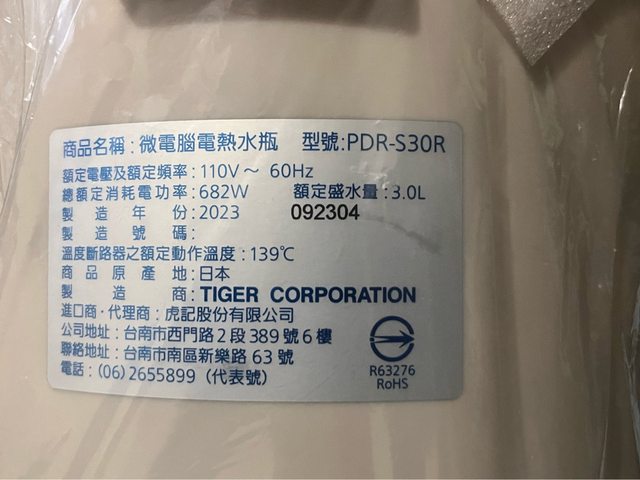 商品名稱:微電腦電熱水瓶 型號:PDR-S30R
額定電壓及額定頻率:110V～ 60Hz
總額定消耗電功率:682W 額定盛水量:3.0L
製造年份:2023 092304
製造號碼:
溫度斷路器之額定動作溫度:139℃
商品原產地:日本
製造商:TIGER CORPORATION
進口商·代理商:虎記股份有限公司
公司地址:台南市西門路2段389號6樓
聯絡地址:台南市南區新樂路63號
電話:(06)2655899 (代表號)
R63276
RoHS